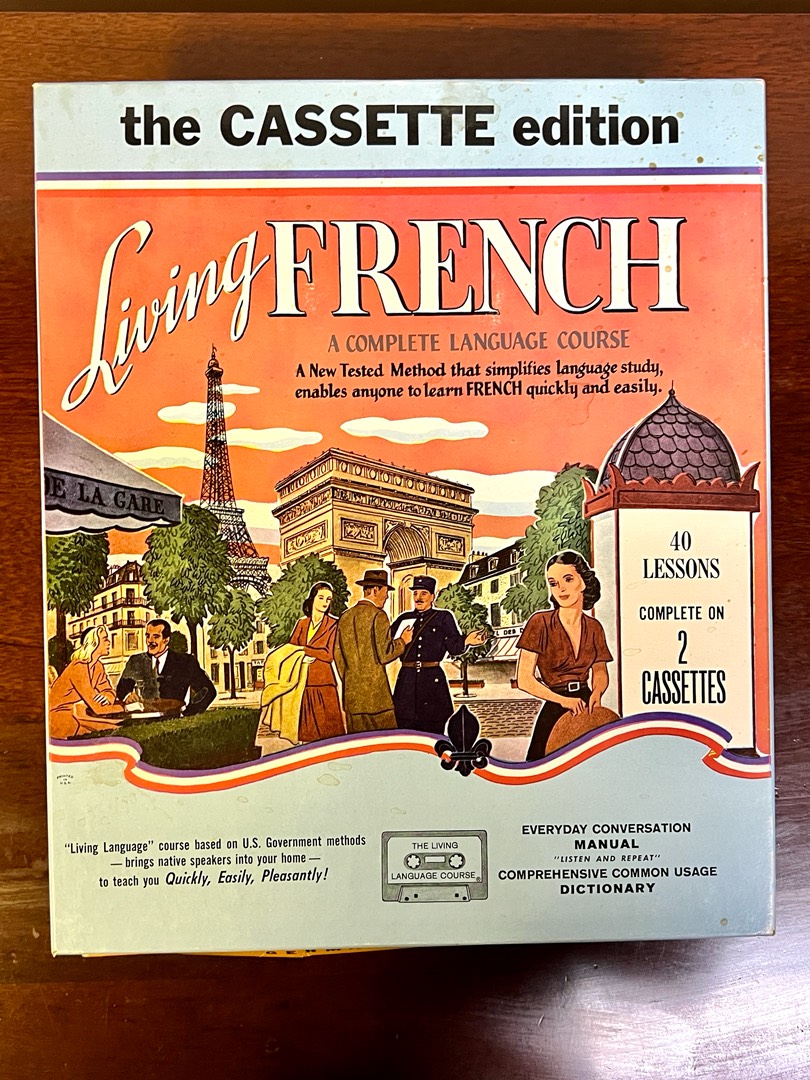 the CASSETTE edition
Living FRENCH
A COMPLETE LANGUAGE COURSE
A New Tested Method that simplifies language study,
enables anyone to learn FRENCH quickly and easily.
E LA GARE
40
LESSONS
COMPLETE ON
2
CASSETTES
L DES
PRINTED
IN
U.S.A.
"Living Language" course based on U.S. Government methods
—brings native speakers into your home—
to teach you Quickly, Easily, Pleasantly!
THE LIVING
LANGUAGE COURSE®
EVERYDAY CONVERSATION
MANUAL
"LISTEN AND REPEAT"
COMPREHENSIVE COMMON USAGE
DICTIONARY